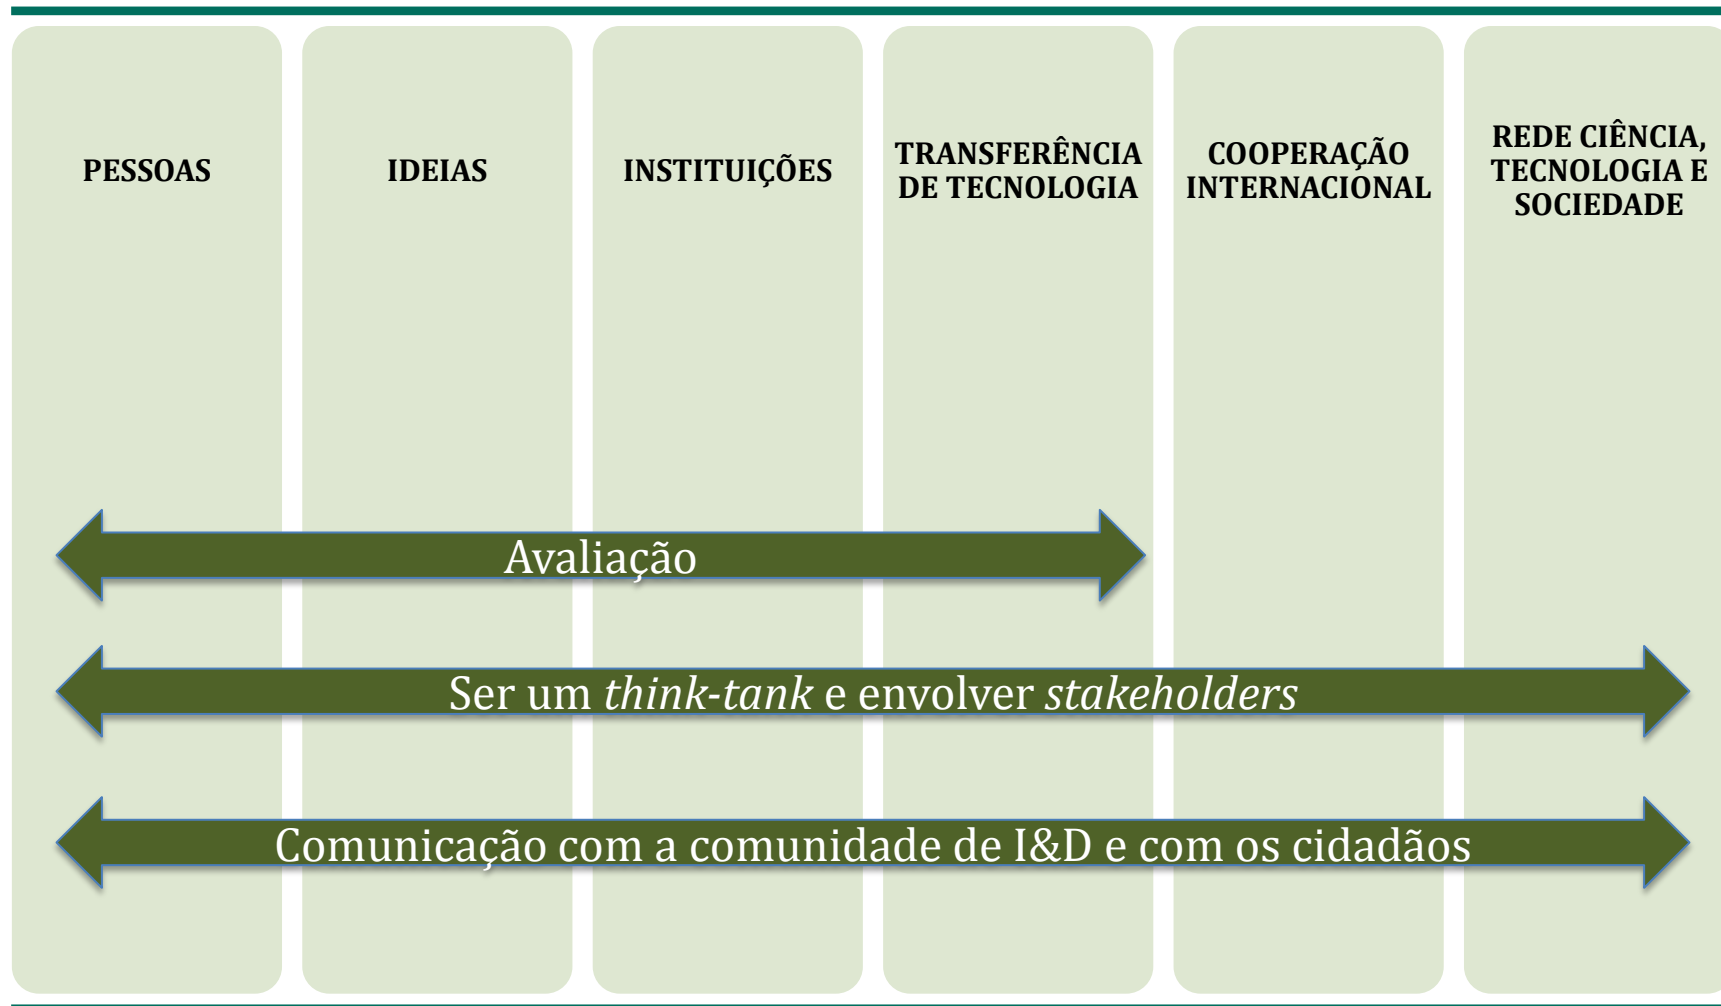 PESSOAS
IDEIAS
INSTITUIÇÕES
TRANSFERÊNCIA
DE TECNOLOGIA
COOPERAÇÃO
INTERNACIONAL
REDE CIÊNCIA,
TECNOLOGIA E
SOCIEDADE
Avaliação
Ser um think-tank e envolver stakeholders
Comunicação com a comunidade de I&D e com os cidadãos